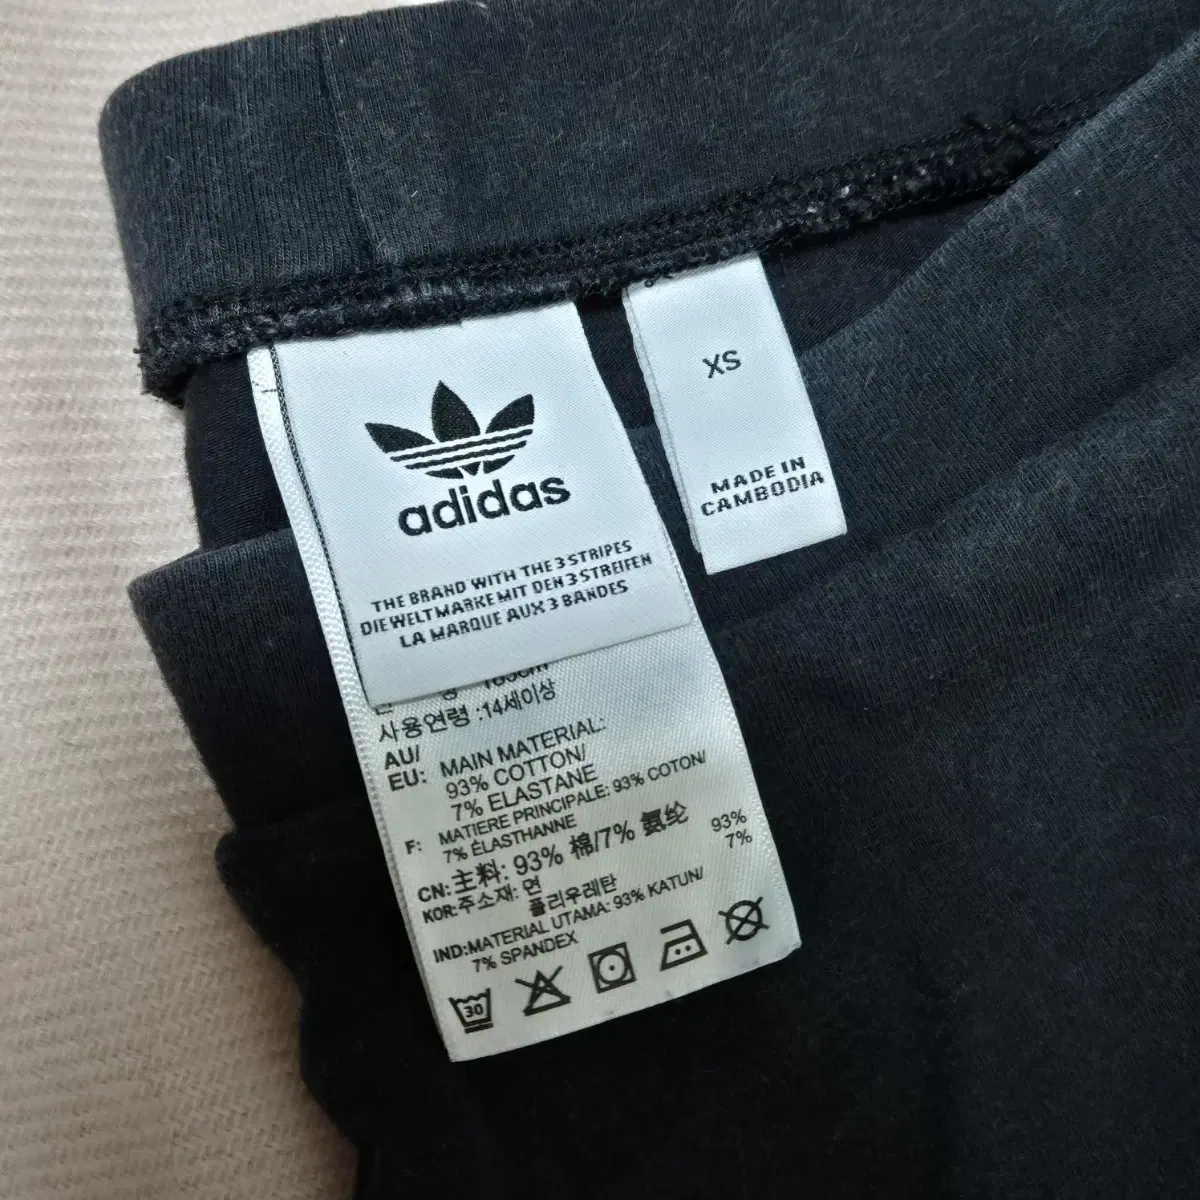 adidas
THE BRAND WITH THE 3 STRIPES
DIE WELTMARKE MIT DEN 3 STREIFEN
LA MARQUE AUX 3 BANDES
XS
MADE IN
CAMBODIA
사용연령 :14세이상
AU/
EU: MAIN MATERIAL:
93% COTTON/
7% ELASTANE
F: MATIERE PRINCIPALE: 93% COTON/
7% ÉLASTHANNE
CN: 主料: 93% 棉/7% 氨纶
KOR: 주소재: 면 93%
폴리우레탄 7%
IND: MATERIAL UTAMA: 93% KATUN/
7% SPANDEX
30